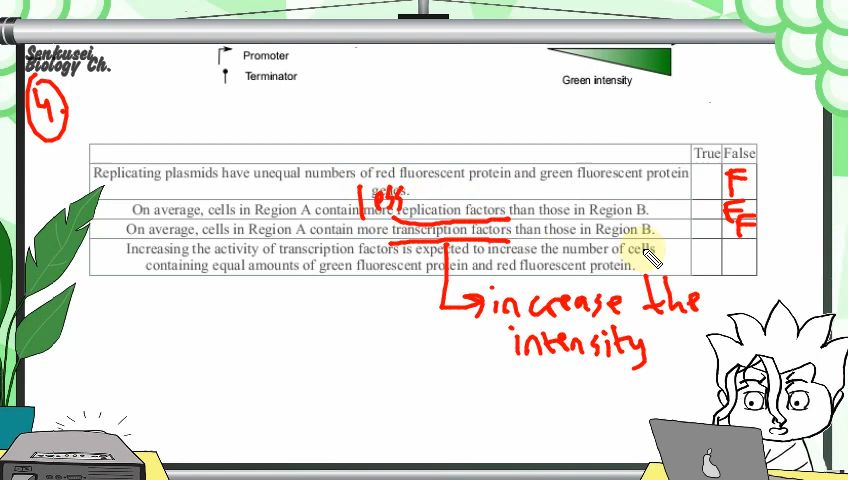 Senkusei
Biology Ch.
Promoter
Terminator
Green intensity
4.
True False
Replicating plasmids have unequal numbers of red fluorescent protein and green fluorescent protein
genes.
F
less
On average, cells in Region A contain more replication factors than those in Region B.
F
On average, cells in Region A contain more transcription factors than those in Region B.
F
Increasing the activity of transcription factors is expected to increase the number of cells
containing equal amounts of green fluorescent protein and red fluorescent protein.
increase the
intensity